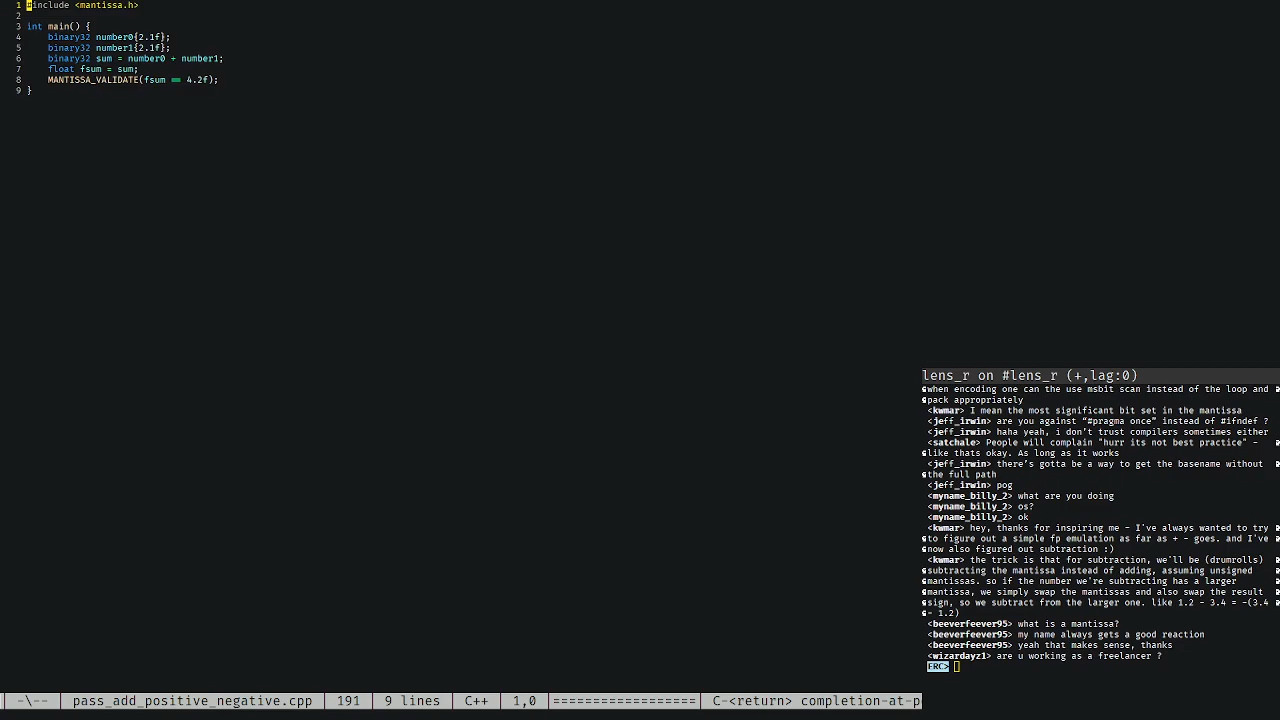 1 #include <mantissa.h>
2
3 int main() {
4 binary32 number0{2.1f};
5 binary32 number1{2.1f};
6 binary32 sum = number0 + number1;
7 float fsum = sum;
8 MANTISSA_VALIDATE(fsum == 4.2f);
9 }
lens_r on #lens_r (+,lag:0)
when encoding one can the use msbit scan instead of the loop and
pack appropriately
<kwmar> I mean the most significant bit set in the mantissa
<jeff_irwin> are you against “#pragma once” instead of #ifndef ?
<jeff_irwin> haha yeah, i don’t trust compilers sometimes either
<satchale> People will complain "hurr its not best practice" -
like thats okay. As long as it works
<jeff_irwin> there’s gotta be a way to get the basename without
the full path
<jeff_irwin> pog
<myname_billy_2> what are you doing
<myname_billy_2> os?
<myname_billy_2> ok
<kwmar> hey, thanks for inspiring me - I've always wanted to try
to figure out a simple fp emulation as far as + - goes. and I've
now also figured out subtraction :)
<kwmar> the trick is that for subtraction, we'll be (drumrolls)
subtracting the mantissa instead of adding, assuming unsigned
mantissas. so if the number we're subtracting has a larger
mantissa, we simply swap the mantissas and also swap the result
sign, so we subtract from the larger one. like 1.2 - 3.4 = -(3.4
- 1.2)
<beeverfeever95> what is a mantissa?
<beeverfeever95> my name always gets a good reaction
<beeverfeever95> yeah that makes sense, thanks
<wizardayz1> are u working as a freelancer ?
ERC>
-\-- pass_add_positive_negative.cpp 191 9 lines C++ 1,0 ================= C-<return> completion-at-p